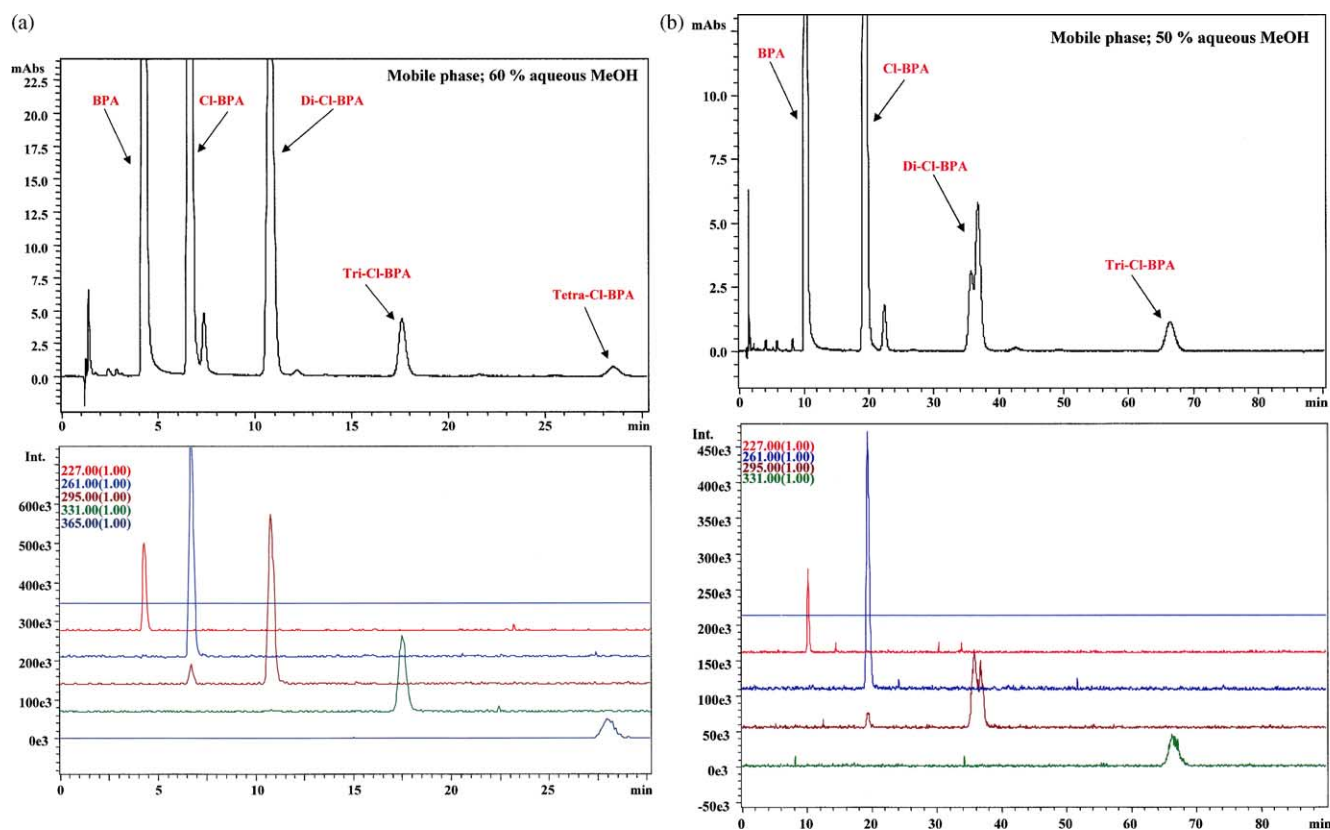 (a)
mAbs
Mobile phase; 60 % aqueous MeOH
22.5
BPA
Cl-BPA
Di-Cl-BPA
20.0
17.5
15.0
12.5
10.0
7.5
Tri-Cl-BPA
Tetra-Cl-BPA
5.0
2.5
0.0
0 5 10 15 20 25 min
Int.
227.00(1.00)
261.00(1.00)
295.00(1.00)
331.00(1.00)
365.00(1.00)
600e3
500e3
400e3
300e3
200e3
100e3
0e3
0 5 10 15 20 25 min
(b)
mAbs
Mobile phase; 50 % aqueous MeOH
BPA
Cl-BPA
10.0
7.5
Di-Cl-BPA
5.0
Tri-Cl-BPA
2.5
0.0
0 10 20 30 40 50 60 70 80 min
Int.
450e3
227.00(1.00)
261.00(1.00)
295.00(1.00)
331.00(1.00)
400e3
350e3
300e3
250e3
200e3
150e3
100e3
50e3
0e3
-50e3
0 10 20 30 40 50 60 70 80 min